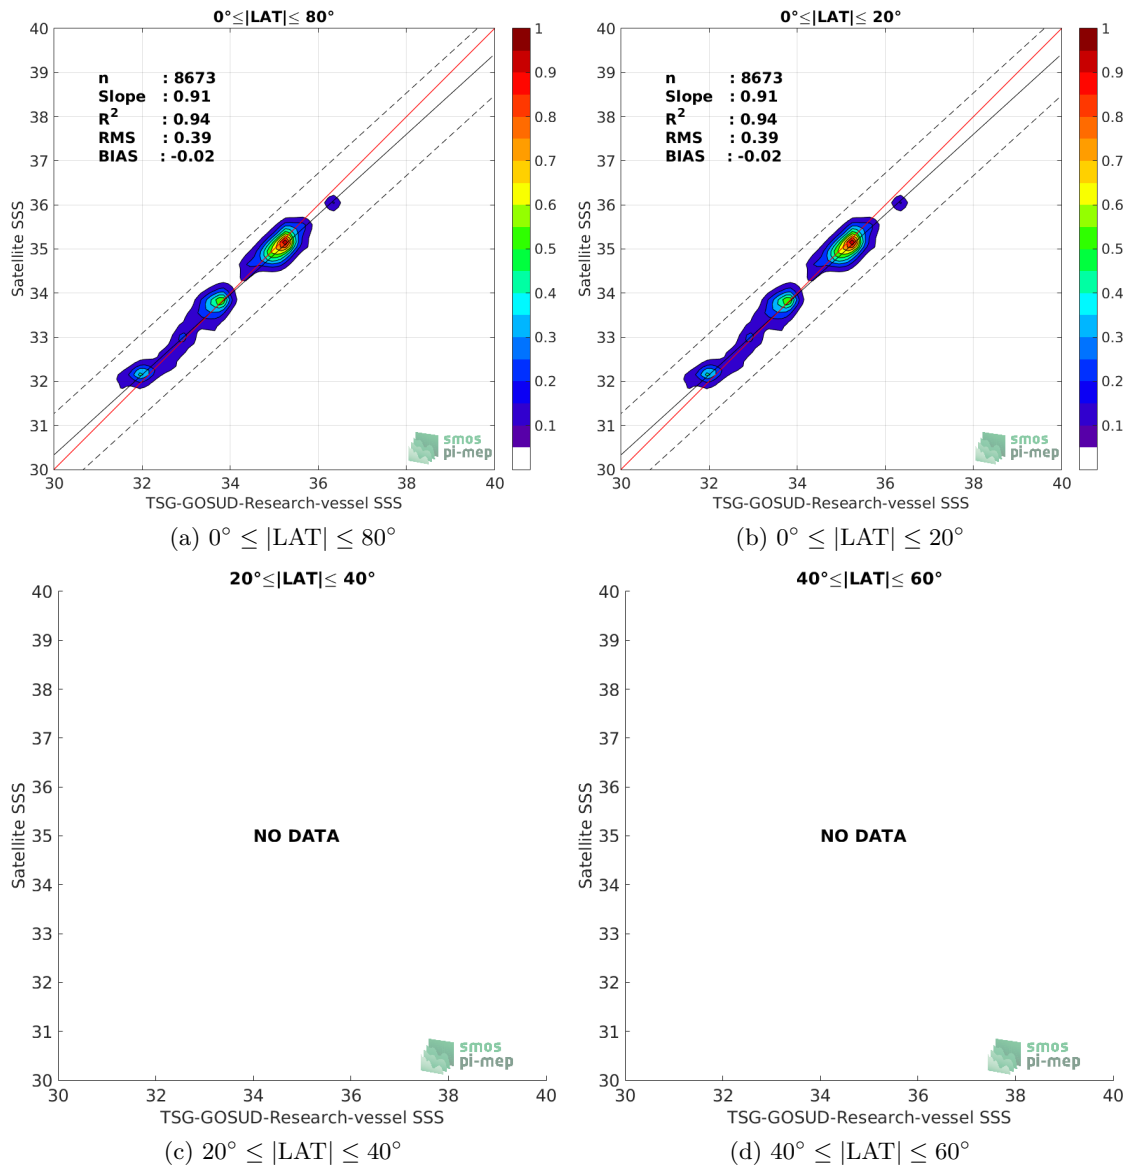 0°≤|LAT|≤ 80°
40
39
38
37
36
35
34
33
32
31
30
30 32 34 36 38 40
Satellite SSS
TSG-GOSUD-Research-vessel SSS
n : 8673
Slope : 0.91
R2 : 0.94
RMS : 0.39
BIAS : -0.02
1
0.9
0.8
0.7
0.6
0.5
0.4
0.3
0.2
0.1
smos
pi-mep
(a) 0° ≤ |LAT| ≤ 80°
0°≤|LAT|≤ 20°
40
39
38
37
36
35
34
33
32
31
30
30 32 34 36 38 40
Satellite SSS
TSG-GOSUD-Research-vessel SSS
n : 8673
Slope : 0.91
R2 : 0.94
RMS : 0.39
BIAS : -0.02
1
0.9
0.8
0.7
0.6
0.5
0.4
0.3
0.2
0.1
smos
pi-mep
(b) 0° ≤ |LAT| ≤ 20°
20°≤|LAT|≤ 40°
40
39
38
37
36
35
34
33
32
31
30
30 32 34 36 38 40
Satellite SSS
TSG-GOSUD-Research-vessel SSS
NO DATA
smos
pi-mep
(c) 20° ≤ |LAT| ≤ 40°
40°≤|LAT|≤ 60°
40
39
38
37
36
35
34
33
32
31
30
30 32 34 36 38 40
Satellite SSS
TSG-GOSUD-Research-vessel SSS
NO DATA
smos
pi-mep
(d) 40° ≤ |LAT| ≤ 60°